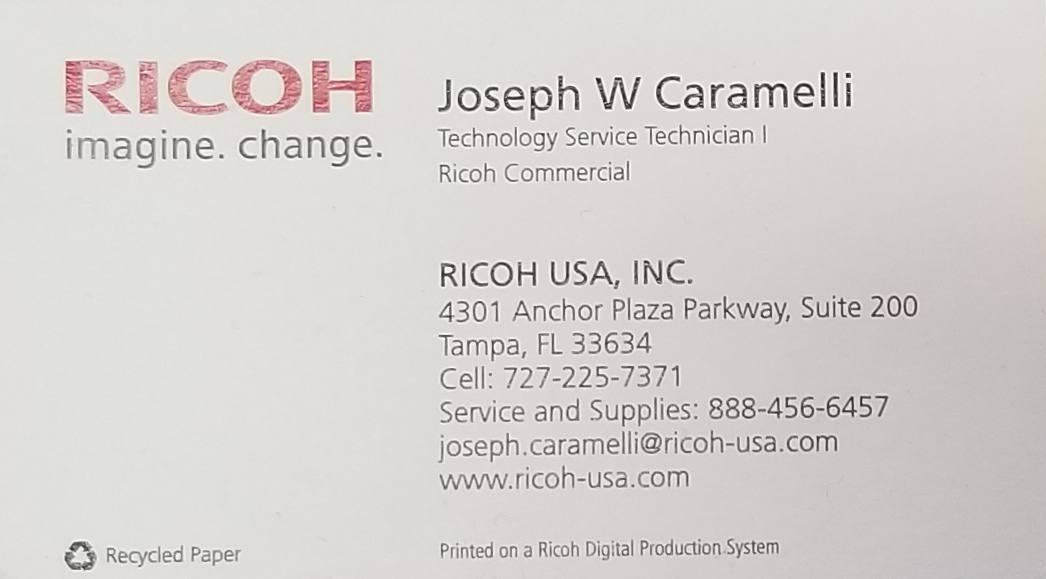 RICOH
imagine. change.
Joseph W Caramelli
Technology Service Technician I
Ricoh Commercial
RICOH USA, INC.
4301 Anchor Plaza Parkway, Suite 200
Tampa, FL 33634
Cell: 727-225-7371
Service and Supplies: 888-456-6457
joseph.caramelli@ricoh-usa.com
www.ricoh-usa.com
Recycled Paper
Printed on a Ricoh Digital Production System